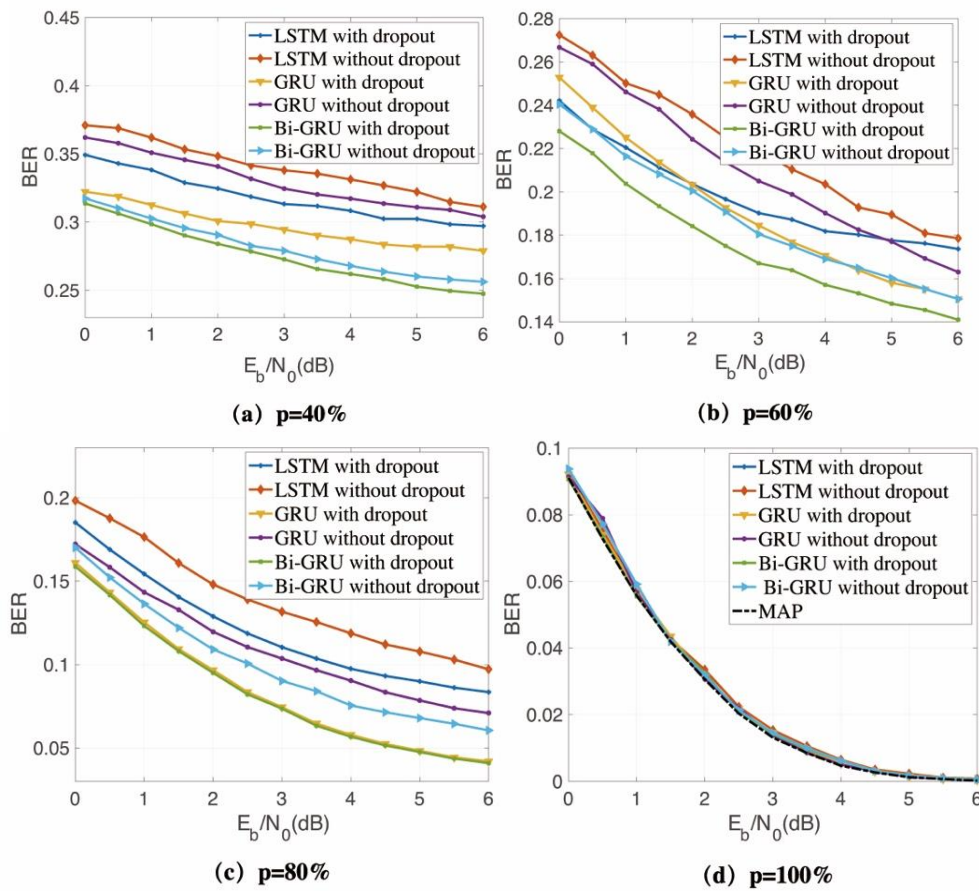 0.45
0.4
0.35
0.3
0.25
BER
0 1 2 3 4 5 6
E_b/N_0(dB)
LSTM with dropout
LSTM without dropout
GRU with dropout
GRU without dropout
Bi-GRU with dropout
Bi-GRU without dropout
(a) p=40%
0.28
0.26
0.24
0.22
0.2
0.18
0.16
0.14
BER
0 1 2 3 4 5 6
E_b/N_0(dB)
LSTM with dropout
LSTM without dropout
GRU with dropout
GRU without dropout
Bi-GRU with dropout
Bi-GRU without dropout
(b) p=60%
0.2
0.15
0.1
0.05
BER
0 1 2 3 4 5 6
E_b/N_0(dB)
LSTM with dropout
LSTM without dropout
GRU with dropout
GRU without dropout
Bi-GRU with dropout
Bi-GRU without dropout
(c) p=80%
0.1
0.08
0.06
0.04
0.02
0
BER
0 1 2 3 4 5 6
E_b/N_0(dB)
LSTM with dropout
LSTM without dropout
GRU with dropout
GRU without dropout
Bi-GRU with dropout
Bi-GRU without dropout
MAP
(d) p=100%